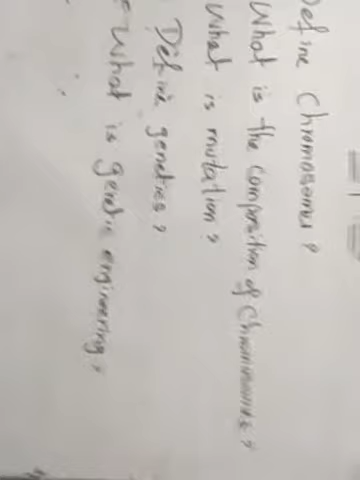 Define Chromosomes?
What is the composition of Chromosomes?
What is mutation?
Define genetics?
What is genetic engineering?